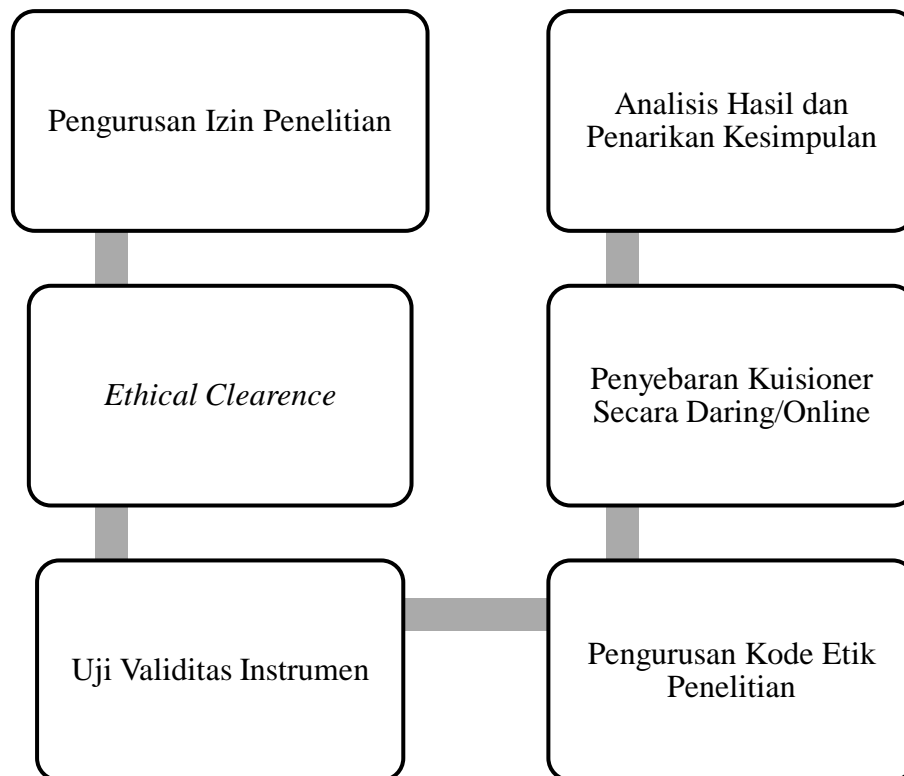 Pengurusan Izin Penelitian
Ethical Clearence
Uji Validitas Instrumen
Pengurusan Kode Etik
Penelitian
Penyebaran Kuisioner
Secara Daring/Online
Analisis Hasil dan
Penarikan Kesimpulan